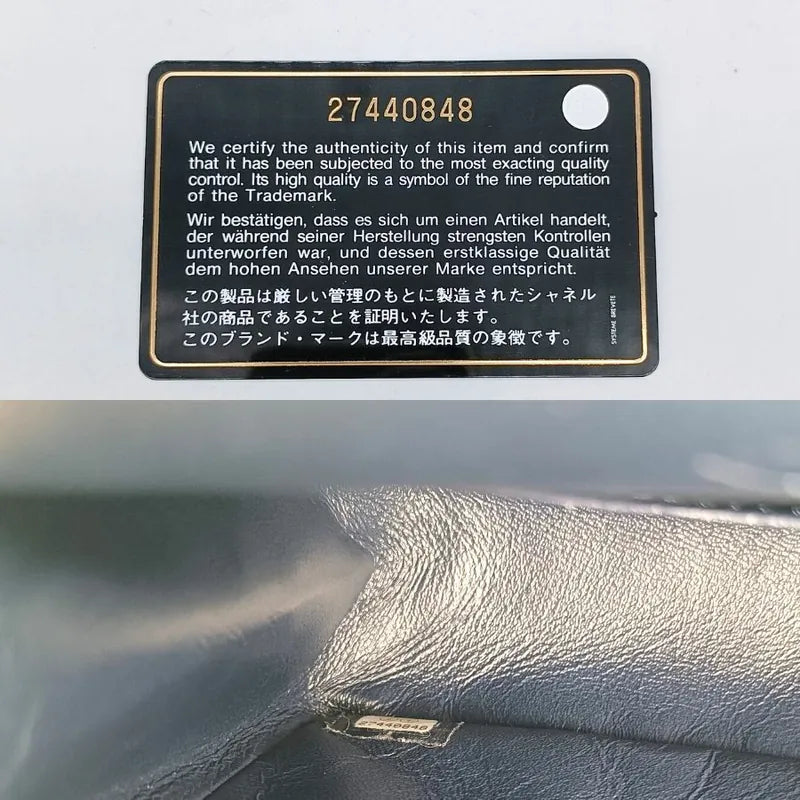 27440848
We certify the authenticity of this item and confirm
that it has been subjected to the most exacting quality
control. Its high quality is a symbol of the fine reputation
of the Trademark.
Wir bestätigen, dass es sich um einen Artikel handelt,
der während seiner Herstellung strengsten Kontrollen
unterworfen war, und dessen erstklassige Qualität
dem hohen Ansehen unserer Marke entspricht.
この製品は厳しい管理のもとに製造されたシャネル
社の商品であることを証明いたします。
このブランド・マークは最高級品質の象徴です。
SYSTEME BREVETE
27440848